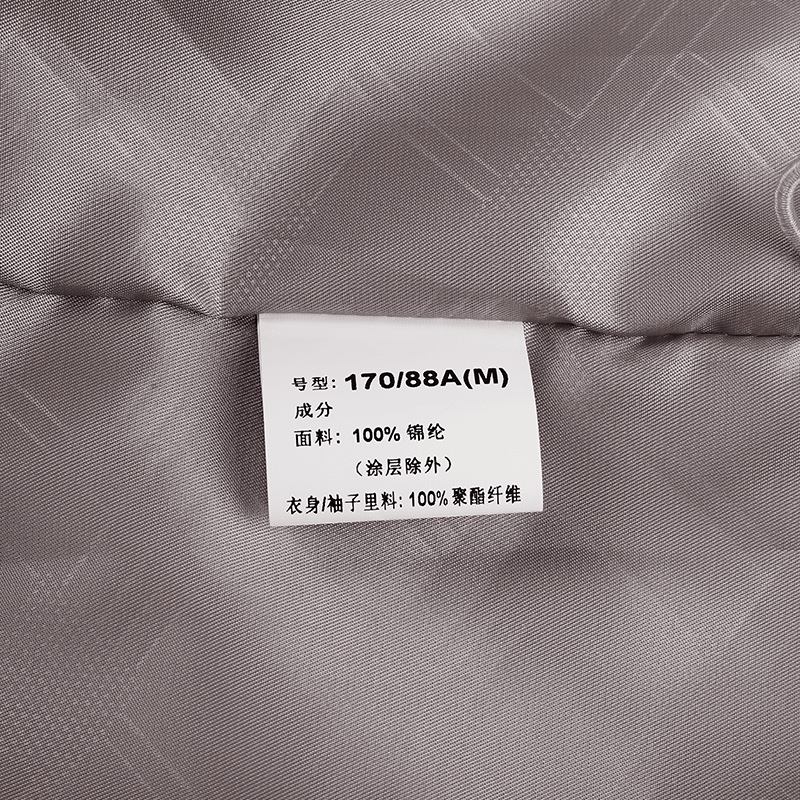 号型: 170/88A(M)
成分
面料: 100% 锦纶
（涂层除外）
衣身/袖子里料: 100% 聚酯纤维